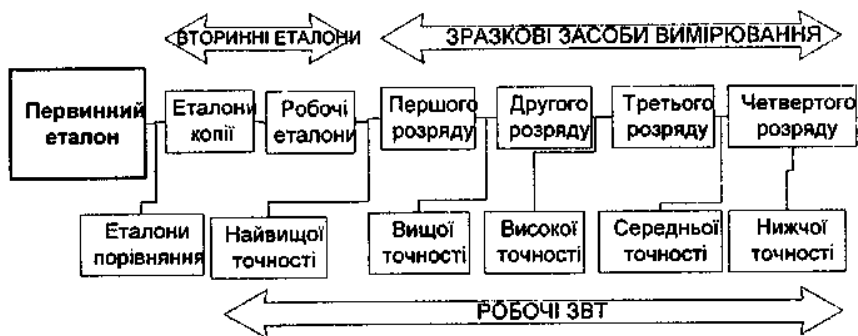 ВТОРИННІ ЕТАЛОНИ
ЗРАЗКОВІ ЗАСОБИ ВИМІРЮВАННЯ
Первинкий
еталон
Еталони
копії
Робочі
еталони
Першого
розряду
Другого
розряду
Третього
розряду
Четвертого
розряду
Еталони
порівняння
Найвищої
точності
Вищої
точності
Високої
точності
Середньої
точності
Нижчої
точності
РОБОЧІ ЗВТ